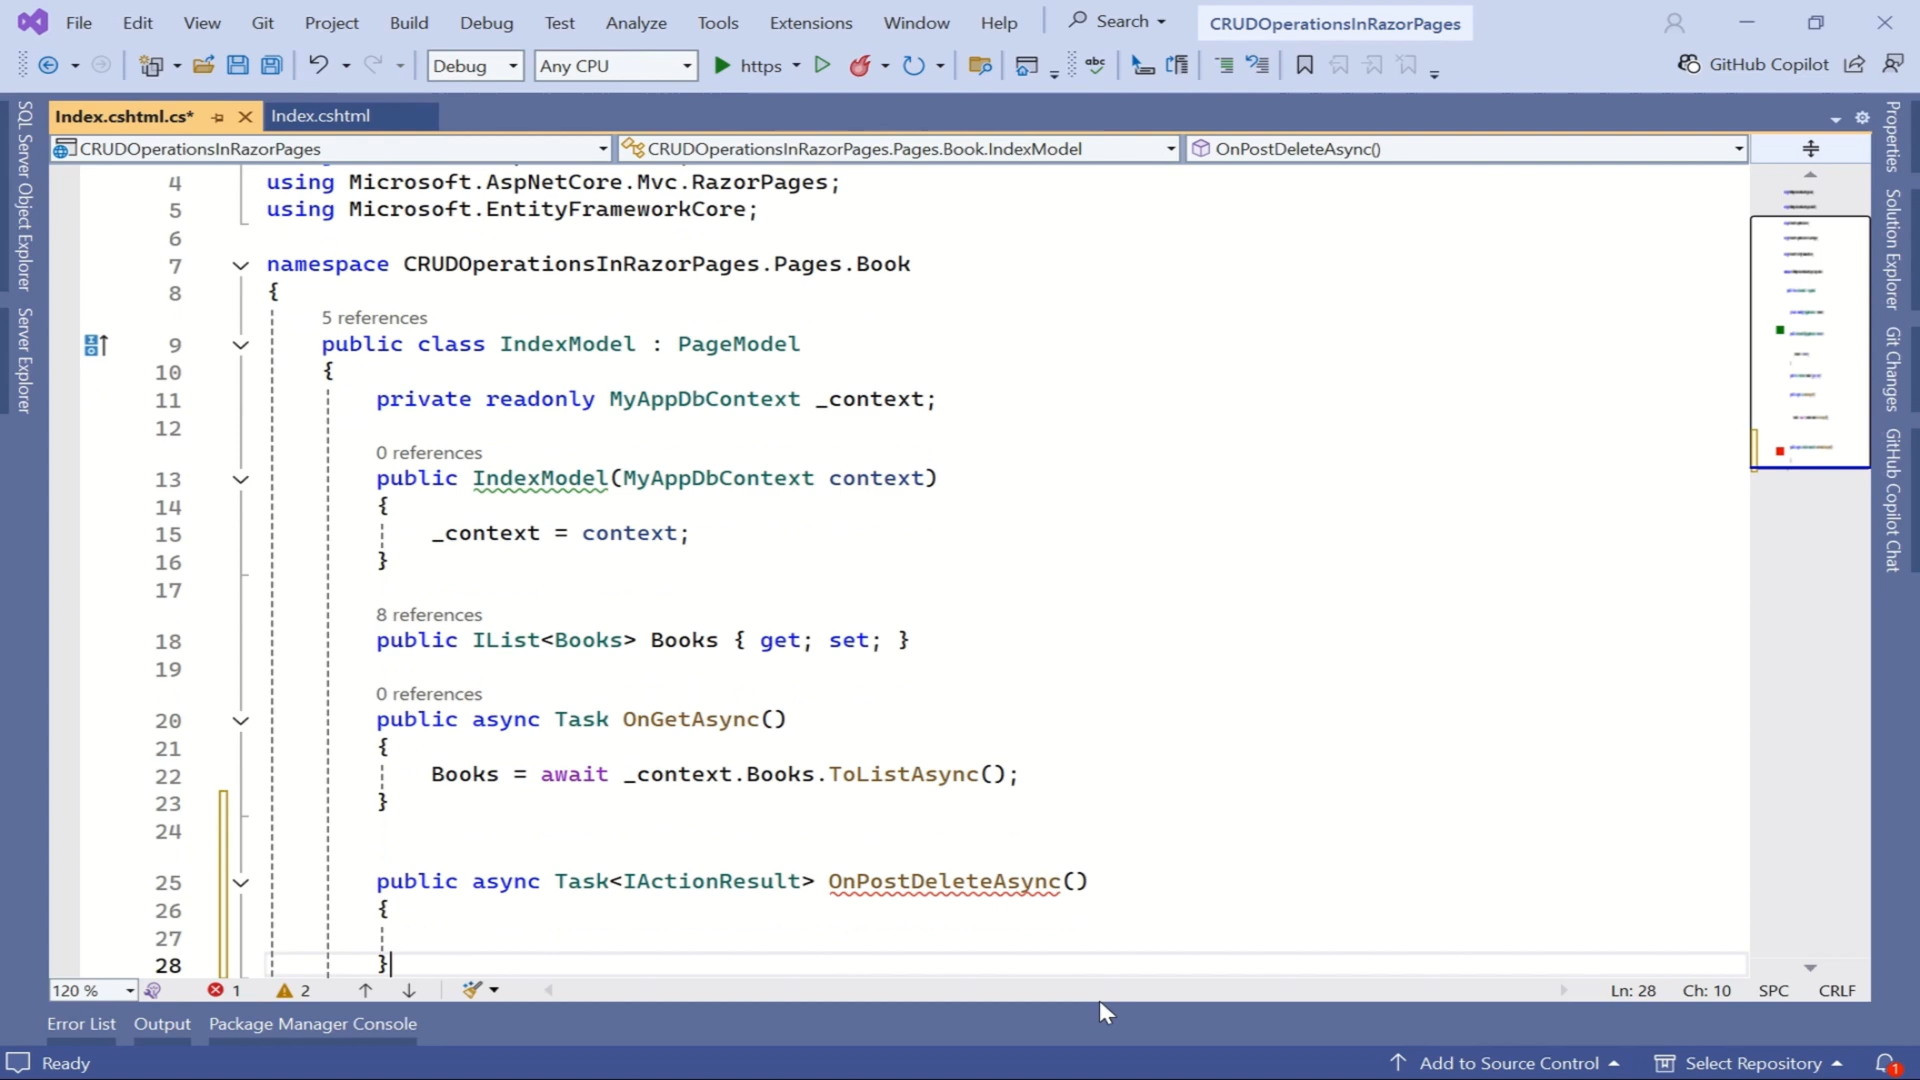 File Edit View Git Project Build Debug Test Analyze Tools Extensions Window Help Search CRUDOperationsInRazorPages
Debug Any CPU https abc GitHub Copilot
Index.cshtml.cs* Index.cshtml
CRUDOperationsInRazorPages CRUDOperationsInRazorPages.Pages.Book.IndexModel OnPostDeleteAsync()
SQL Server Object Explorer
Server Explorer
4 using Microsoft.AspNetCore.Mvc.RazorPages;
5 using Microsoft.EntityFrameworkCore;
6
7 namespace CRUDOperationsInRazorPages.Pages.Book
8 {
5 references
9 public class IndexModel : PageModel
10 {
11 private readonly MyAppDbContext _context;
12
0 references
13 public IndexModel(MyAppDbContext context)
14 {
15 _context = context;
16 }
17
8 references
18 public IList<Books> Books { get; set; }
19
0 references
20 public async Task OnGetAsync()
21 {
22 Books = await _context.Books.ToListAsync();
23 }
24
25 public async Task<IActionResult> OnPostDeleteAsync()
26 {
27
28 }
Properties
Solution Explorer
Git Changes
GitHub Copilot Chat
120 % 1 2 Ln: 28 Ch: 10 SPC CRLF
Error List Output Package Manager Console
Ready Add to Source Control Select Repository 1